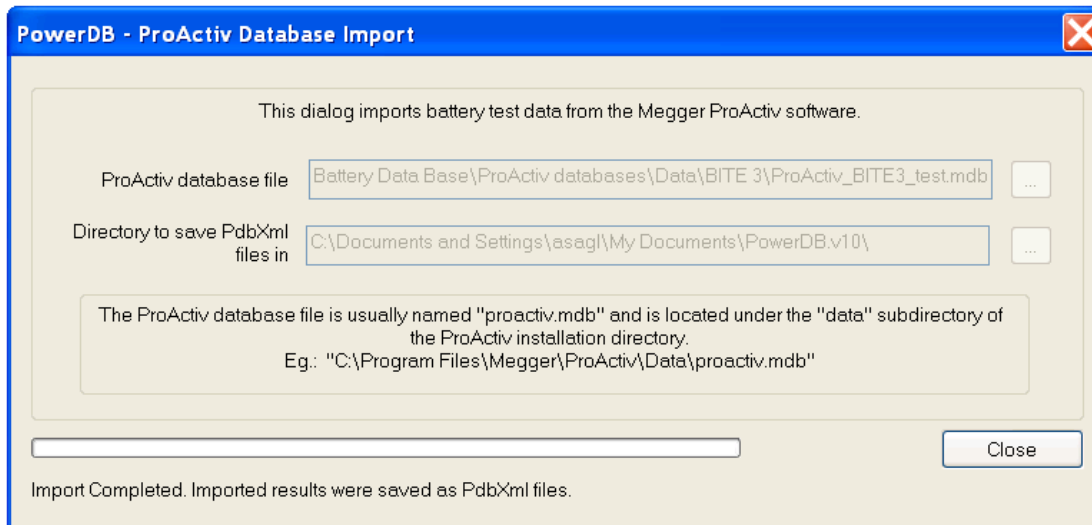 PowerDB - ProActiv Database Import
This dialog imports battery test data from the Megger ProActiv software.
ProActiv database file
Battery Data Base\ProActiv databases\Data\BITE 3\ProActiv_BITE3_test.mdb
...
Directory to save PdbXml
files in
C:\Documents and Settings\asagl\My Documents\PowerDB.v10\
...
The ProActiv database file is usually named "proactiv.mdb" and is located under the "data" subdirectory of
the ProActiv installation directory.
Eg.: "C:\Program Files\Megger\ProActiv\Data\proactiv.mdb"
Close
Import Completed. Imported results were saved as PdbXml files.